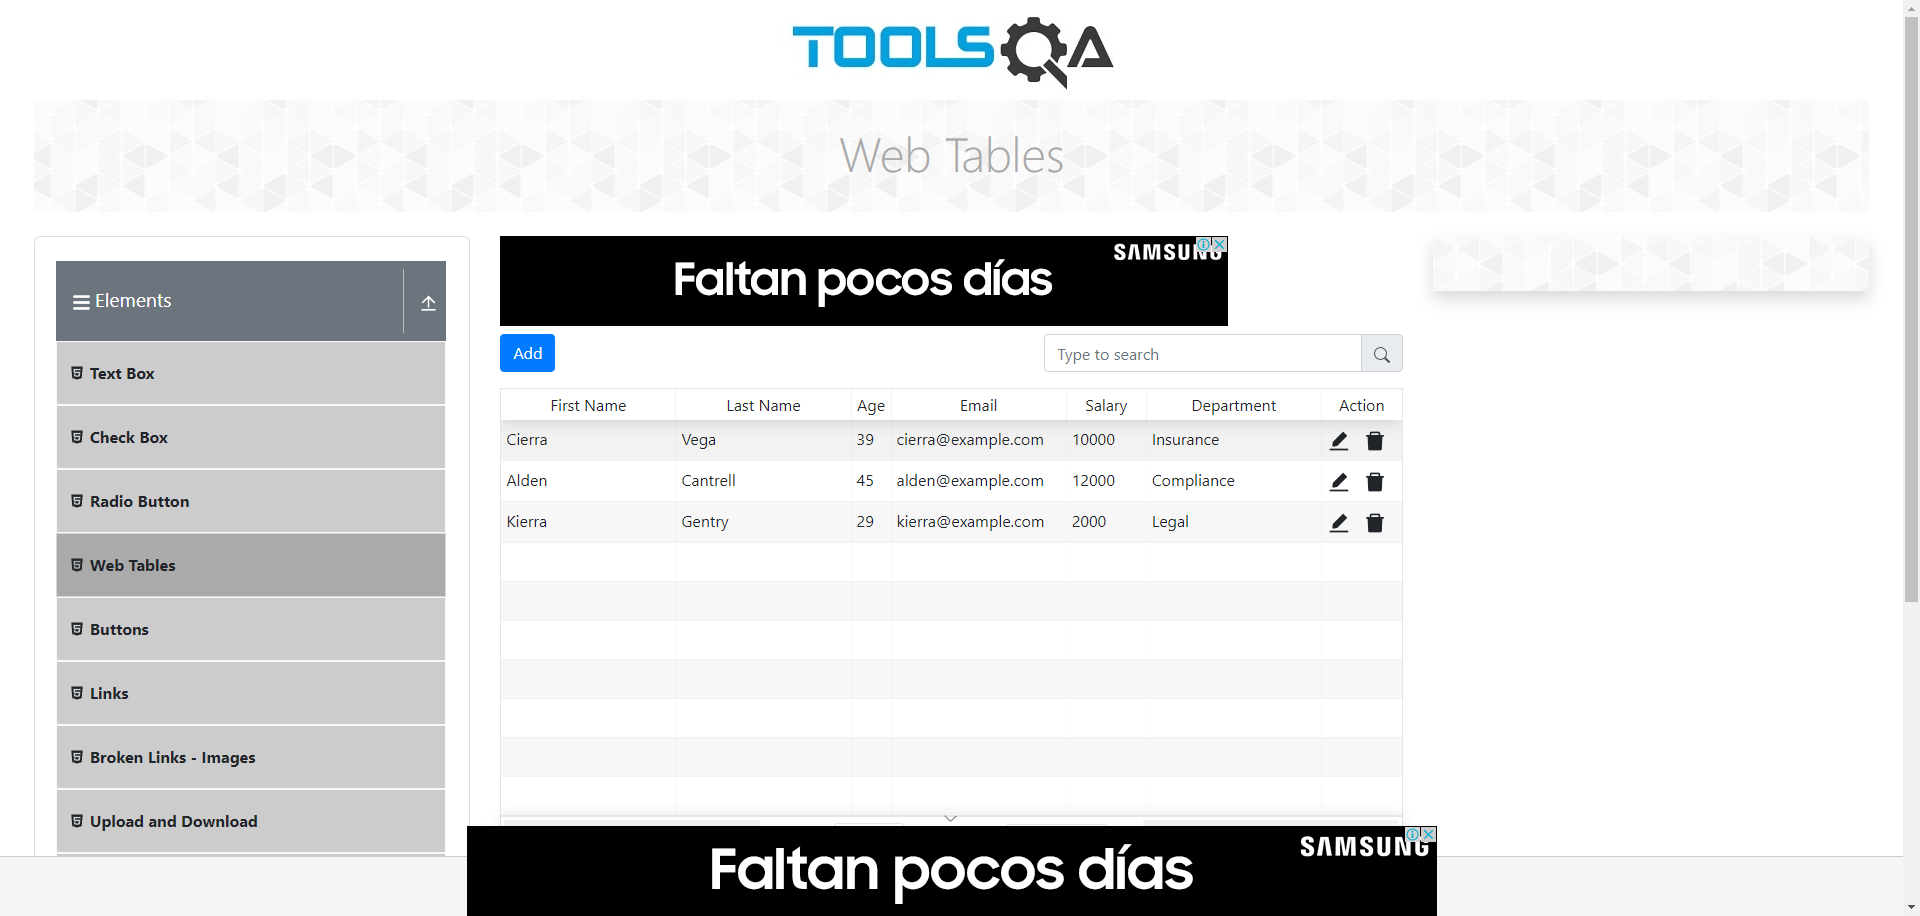 TOOLSQA
Web Tables
Elements
Text Box
Check Box
Radio Button
Web Tables
Buttons
Links
Broken Links - Images
Upload and Download
SAMSUNG
Faltan pocos días
Add
Type to search
First Name Last Name Age Email Salary Department Action
Cierra Vega 39 cierra@example.com 10000 Insurance
Alden Cantrell 45 alden@example.com 12000 Compliance
Kierra Gentry 29 kierra@example.com 2000 Legal
SAMSUNG
Faltan pocos días